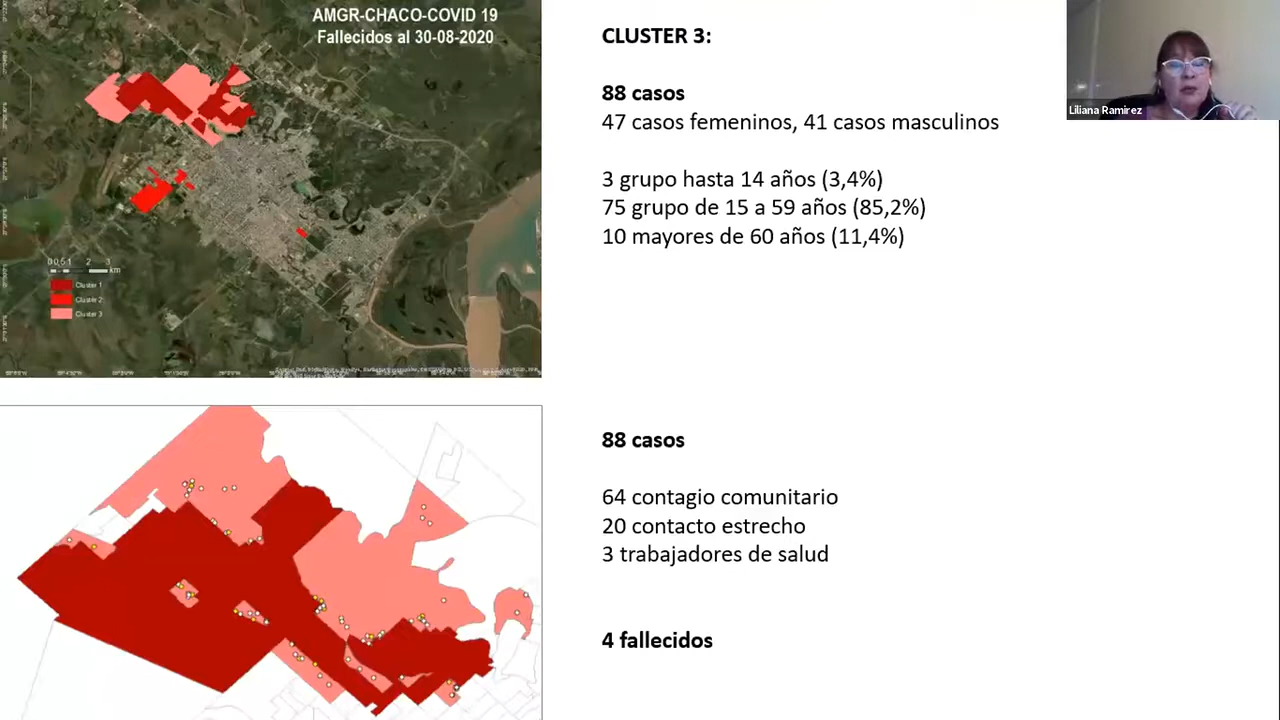 AMGR-CHACO-COVID 19
Fallecidos al 30-08-2020
km
Cluster 1
Cluster 2
Cluster 3
CLUSTER 3:
88 casos
47 casos femeninos, 41 casos masculinos
3 grupo hasta 14 años (3,4%)
75 grupo de 15 a 59 años (85,2%)
10 mayores de 60 años (11,4%)
88 casos
64 contagio comunitario
20 contacto estrecho
3 trabajadores de salud
4 fallecidos
Liliana Ramirez